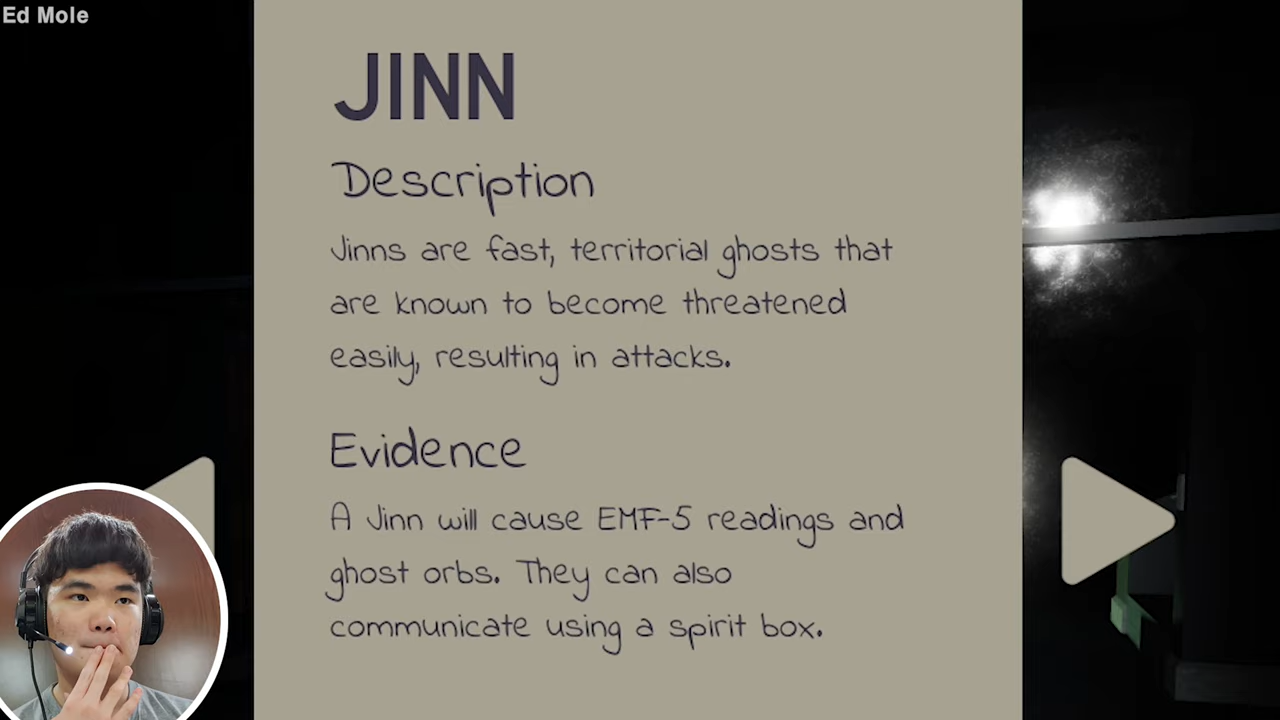 Ed Mole
JINN
Description
Jinns are fast, territorial ghosts that
are known to become threatened
easily, resulting in attacks.
Evidence
A Jinn will cause EMF-5 readings and
ghost orbs. They can also
communicate using a spirit box.